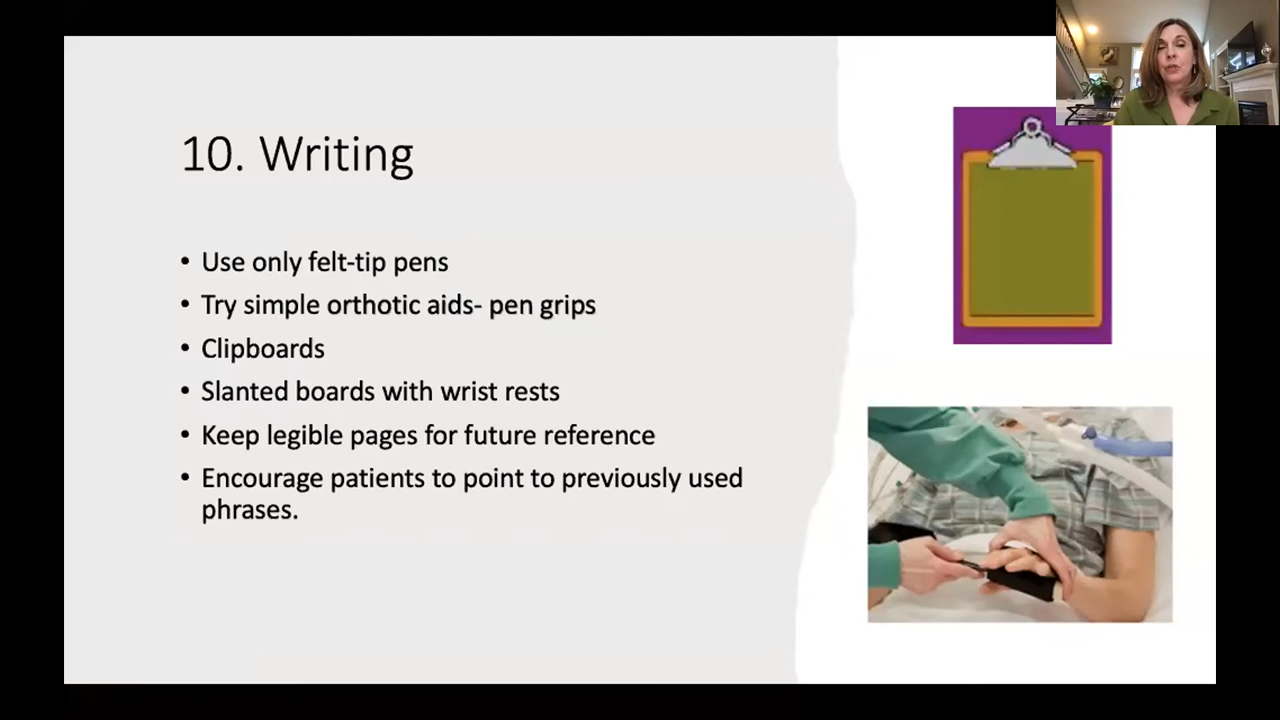 10. Writing
• Use only felt-tip pens
• Try simple orthotic aids- pen grips
• Clipboards
• Slanted boards with wrist rests
• Keep legible pages for future reference
• Encourage patients to point to previously used
phrases.